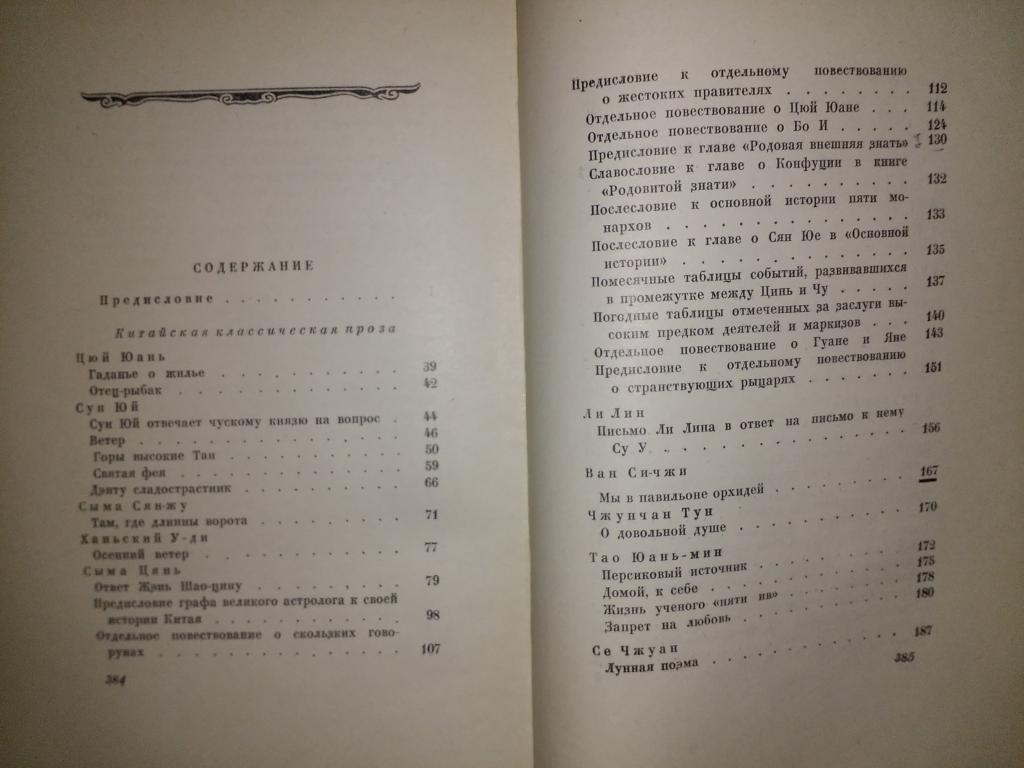 СОДЕРЖАНИЕ
Предисловие . . . . . . . . . . .
Китайская классическая проза
Цюй Юань
Гаданье о жилье . . . . . . . . . . 39
Отец-рыбак . . . . . . . . . . . 42
Сун Юй
Сун Юй отвечает чускому князю на вопрос . 44
Ветер . . . . . . . . . . . . . . 46
Горы высокие Тан . . . . . . . . . 50
Святая фея . . . . . . . . . . . . 59
Дэнту сладострастник . . . . . . . . 66
Сыма Сян-жу
Там, где длинны ворота . . . . . . . 71
Ханьский У-ди
Осенний ветер . . . . . . . . . . 77
Сыма Цянь
Ответ Жэнь Шао-цину . . . . . . . . 79
Предисловие графа великого астролога к своей
истории Китая . . . . . . . . . . 98
Отдельное повествование о скользких гово-
рунах . . . . . . . . . . . . . . 107
384
Предисловие к отдельному повествованию
о жестоких правителях . . . . . . . . 112
Отдельное повествование о Цюй Юане . . . 114
Отдельное повествование о Бо И . . . . . 124
Предисловие к главе «Родовая внешняя знать» 130
Славословие к главе о Конфуции в книге
«Родовитой знати» . . . . . . . . . . 132
Послесловие к основной истории пяти мо-
нархов . . . . . . . . . . . . . . 133
Послесловие к главе о Сян Юе в «Основной
истории» . . . . . . . . . . . . . 135
Помесячные таблицы событий, развивавшихся
в промежутке между Цинь и Чу . . . . . 137
Погодные таблицы отмеченных за заслуги вы-
соким предком деятелей и маркизов . . . 140
Отдельное повествование о Гуане и Яне 143
Предисловие к отдельному повествованию
о странствующих рыцарях . . . . . . . 151
Ли Лин
Письмо Ли Лина в ответ на письмо к нему
Су У . . . . . . . . . . . . . . 156
Ван Си-чжи
Мы в павильоне орхидей . . . . . . . . 167
Чжунчан Тун
О довольной душе . . . . . . . . . . 170
Тао Юань-мин
Персиковый источник . . . . . . . . . 172
Домой, к себе . . . . . . . . . . . 175
Жизнь ученого «пяти ив» . . . . . . . . 178
Запрет на любовь . . . . . . . . . . 180
Се Чжуан
Лунная поэма . . . . . . . . . . . . 187
385